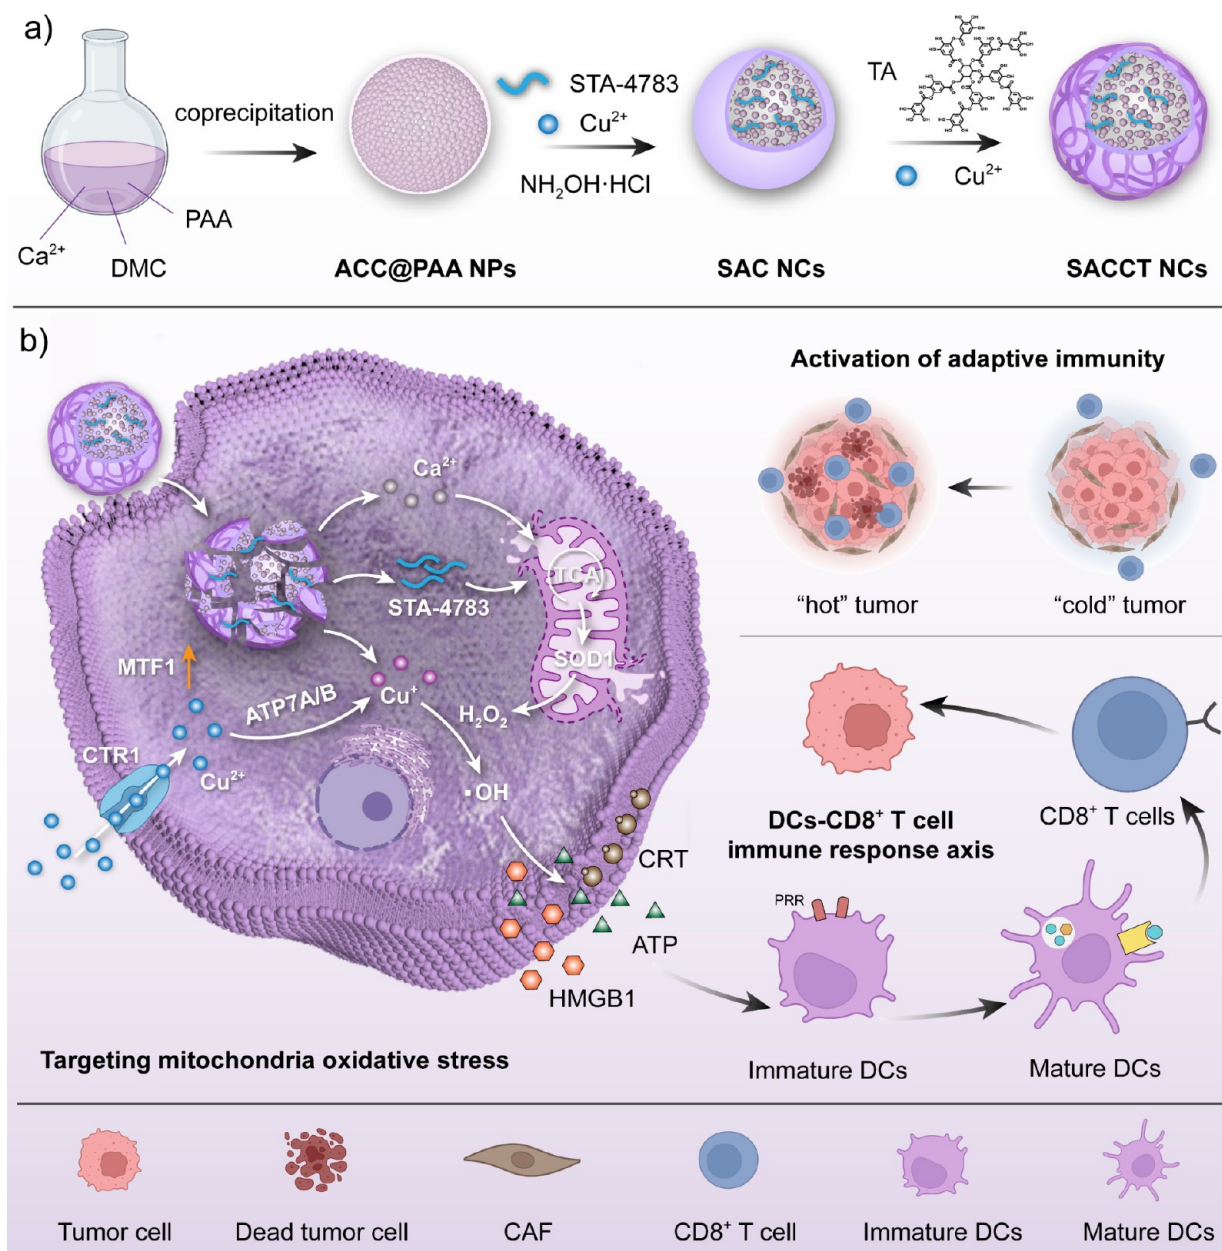 a)
coprecipitation
STA-4783
Cu²⁺
NH₂OH·HCl
TA
Cu²⁺
PAA
Ca²⁺
DMC
ACC@PAA NPs
SAC NCs
SACCT NCs
b)
Activation of adaptive immunity
Ca²⁺
TCA
STA-4783
“hot” tumor
“cold” tumor
MTF1
SOD1
ATP7A/B
Cu⁺
H₂O₂
CTR1
Cu²⁺
·OH
CRT
ATP
HMGB1
DCs-CD8⁺ T cell
immune response axis
CD8⁺ T cells
PRR
Immature DCs
Mature DCs
Targeting mitochondria oxidative stress
Tumor cell
Dead tumor cell
CAF
CD8⁺ T cell
Immature DCs
Mature DCs